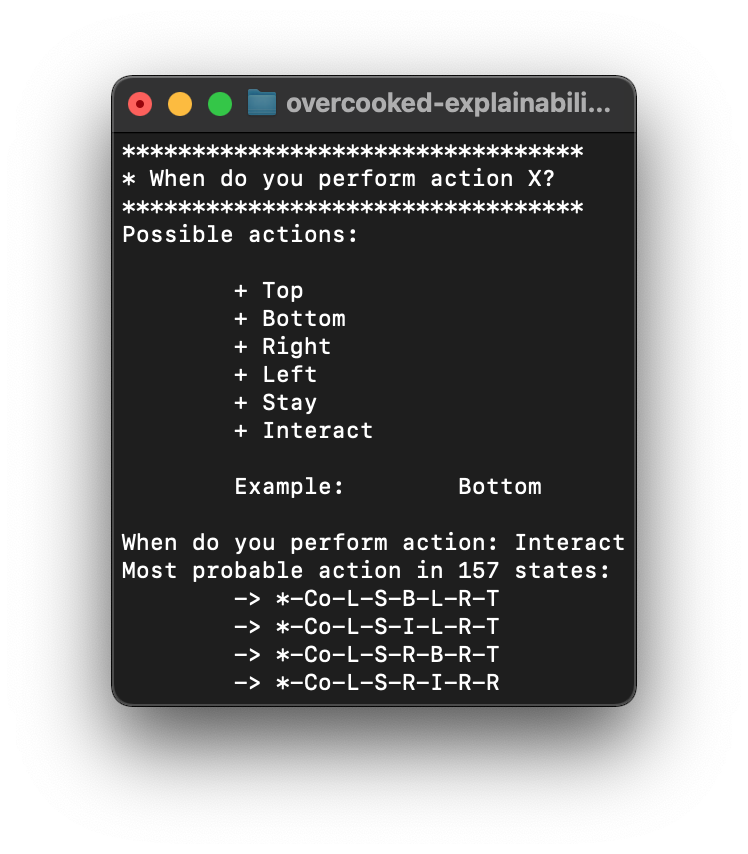 overcooked-explainabili...
*********************************
* When do you perform action X?
*********************************
Possible actions:
+ Top
+ Bottom
+ Right
+ Left
+ Stay
+ Interact
Example: Bottom
When do you perform action: Interact
Most probable action in 157 states:
-> *-Co-L-S-B-L-R-T
-> *-Co-L-S-I-L-R-T
-> *-Co-L-S-R-B-R-T
-> *-Co-L-S-R-I-R-R